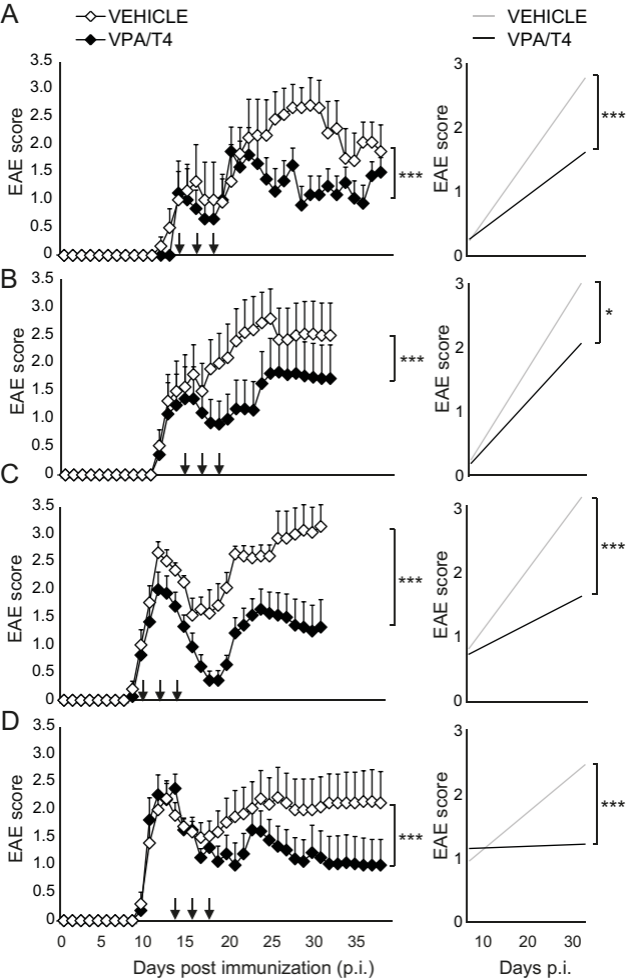 A
VEHICLE
VPA/T4
VEHICLE
VPA/T4
EAE score
3.5
3.0
2.5
2.0
1.5
1.0
0.5
0
***
EAE score
3
2
1
0
***
B
EAE score
3.5
3.0
2.5
2.0
1.5
1.0
0.5
0
***
EAE score
3
2
1
0
*
C
EAE score
3.5
3.0
2.5
2.0
1.5
1.0
0.5
0
***
EAE score
3
2
1
0
***
D
EAE score
3.5
3.0
2.5
2.0
1.5
1.0
0.5
0
***
0 5 10 15 20 25 30 35
Days post immunization (p.i.)
EAE score
3
2
1
0
***
10 20 30
Days p.i.